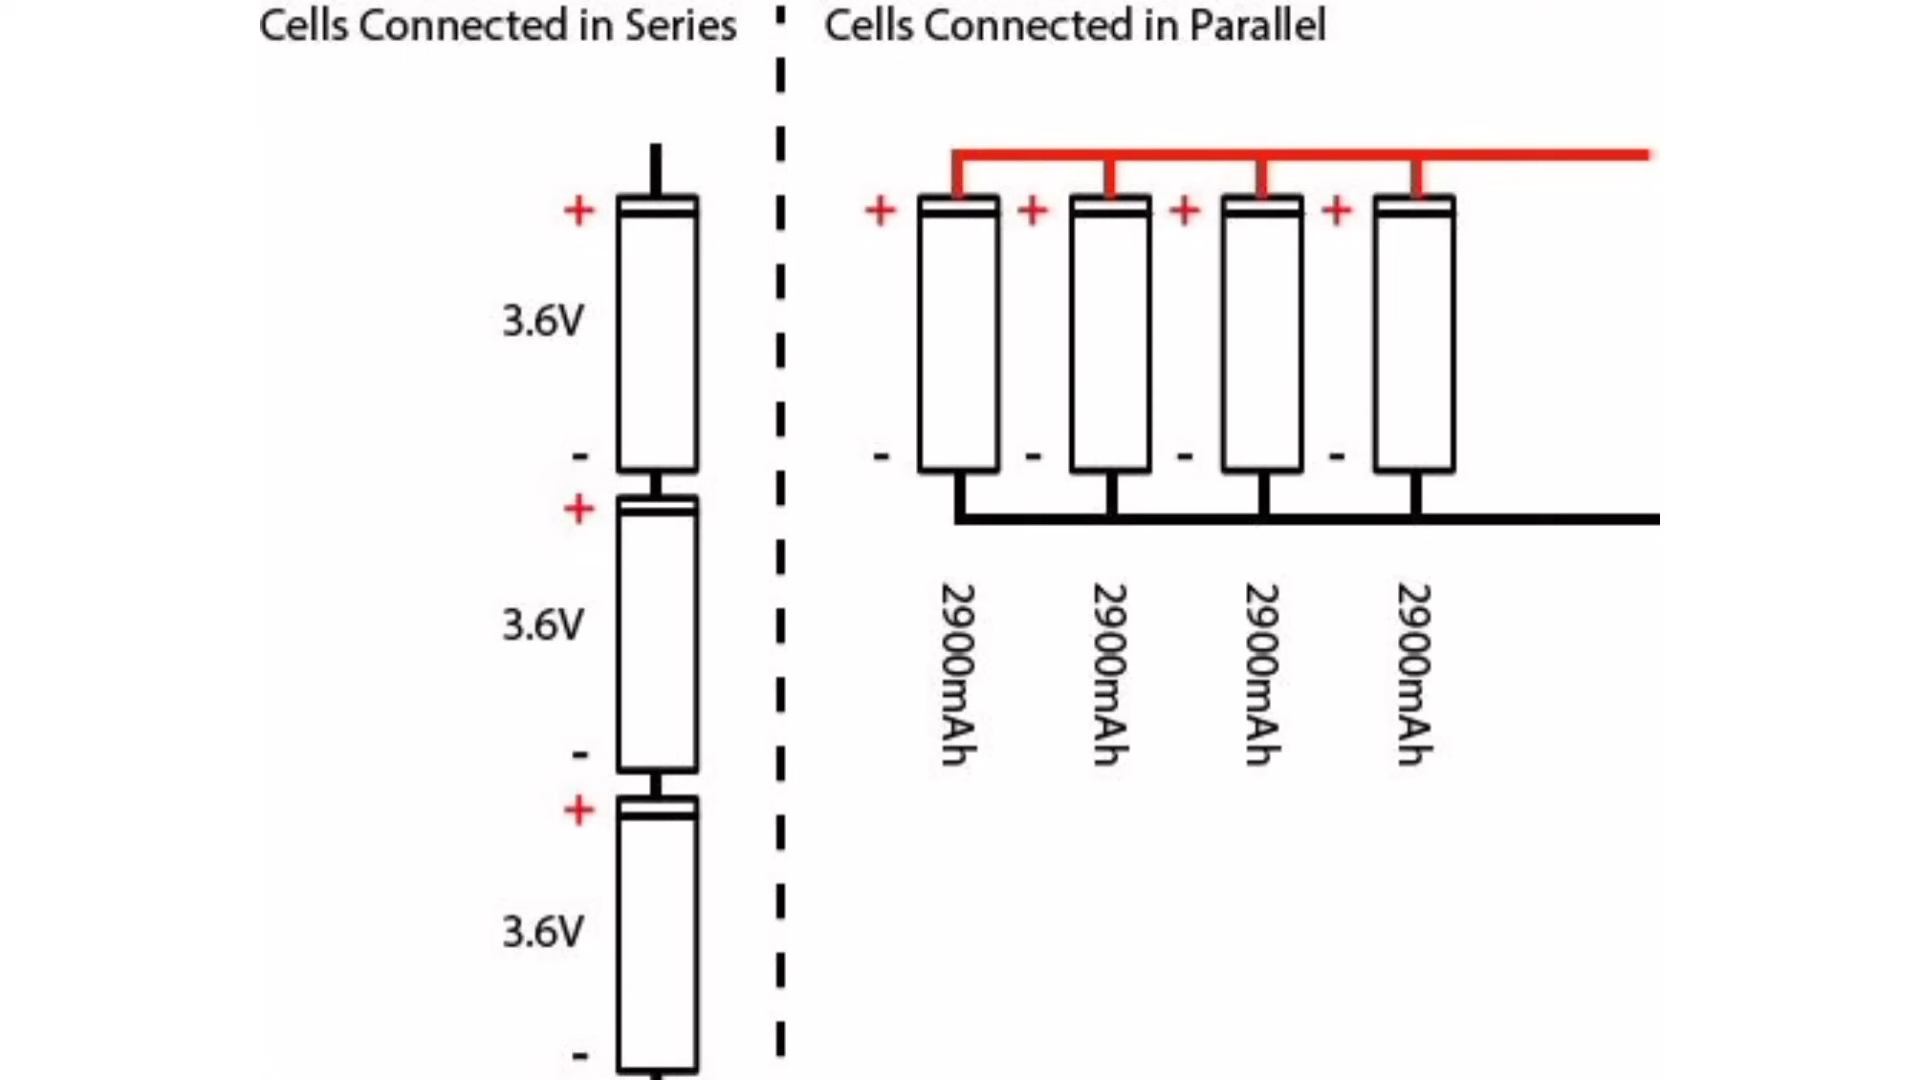 Cells Connected in Series
Cells Connected in Parallel
+
3.6V
-
+
3.6V
-
+
3.6V
-
+ + + +
- - - -
2900mAh
2900mAh
2900mAh
2900mAh